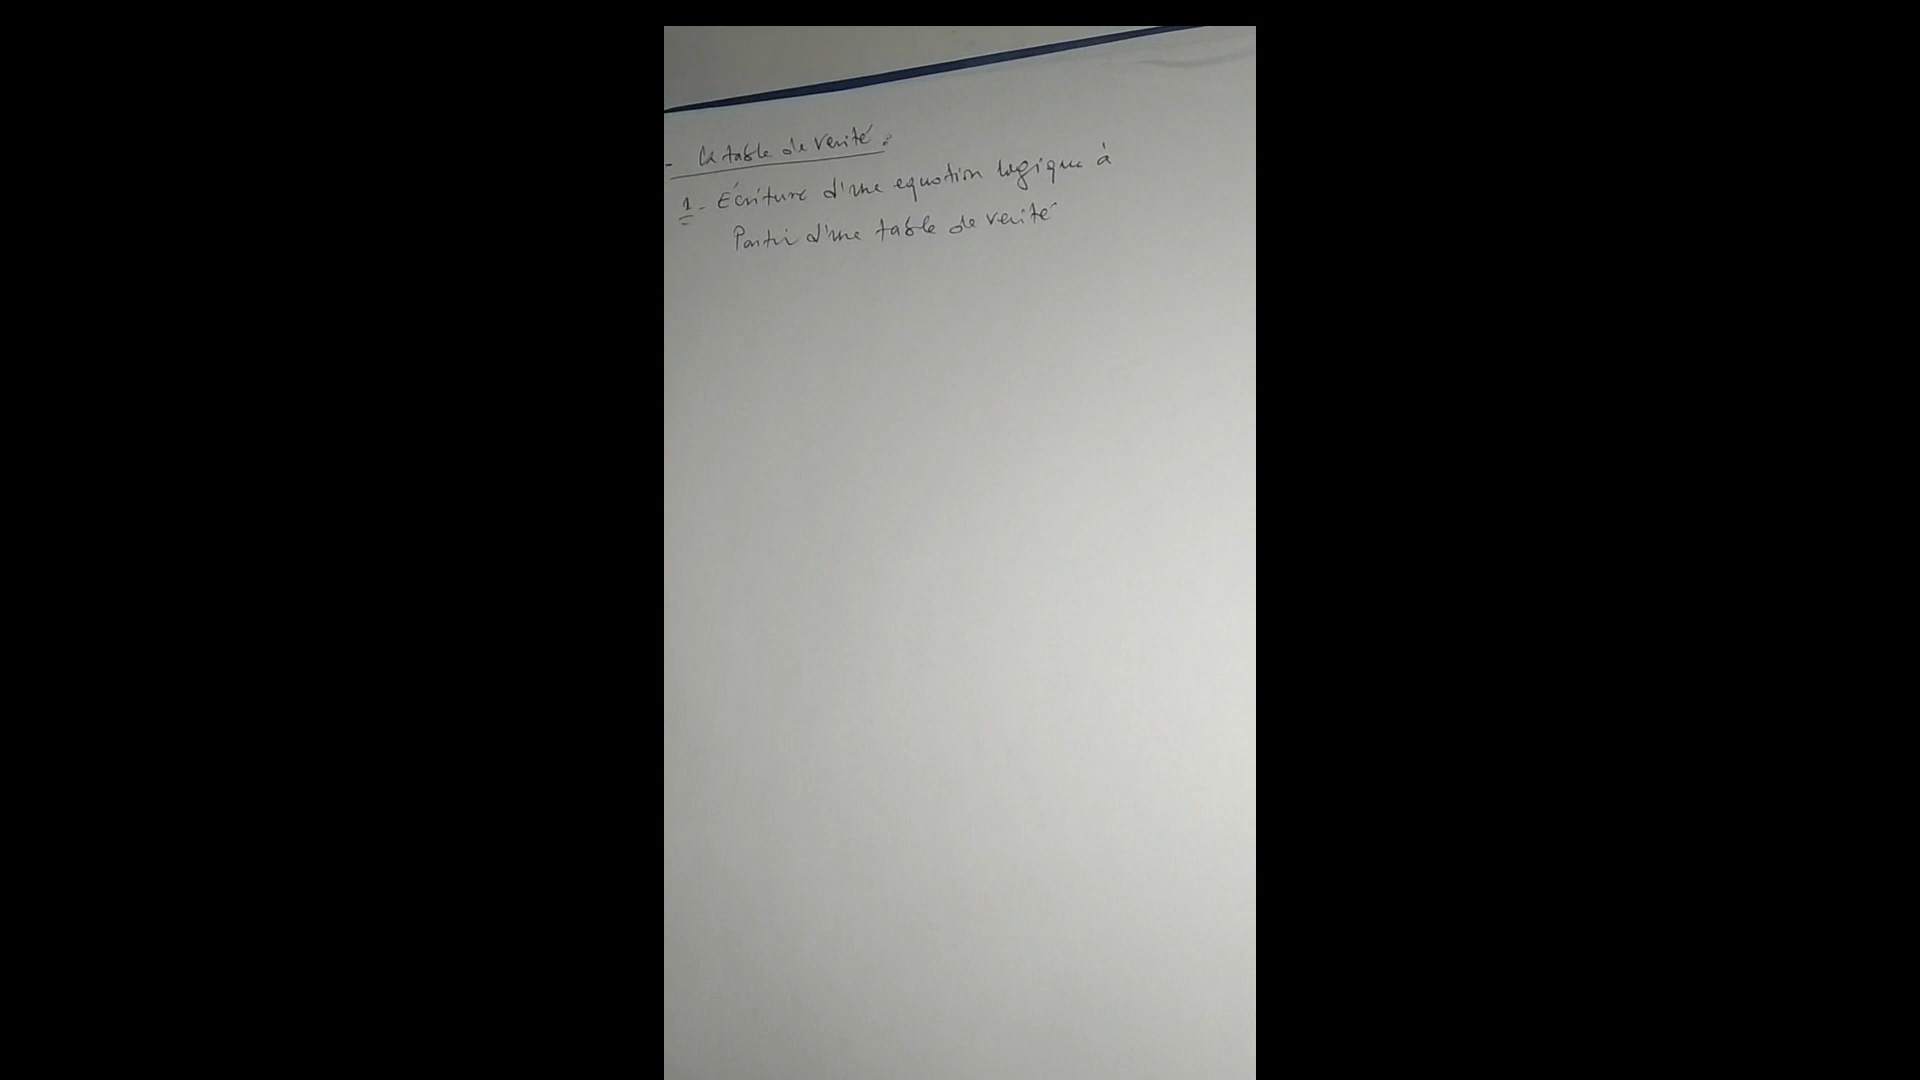 - La table de verité :
1 - Écriture d'une equation logique à
Partir d'une table de verité